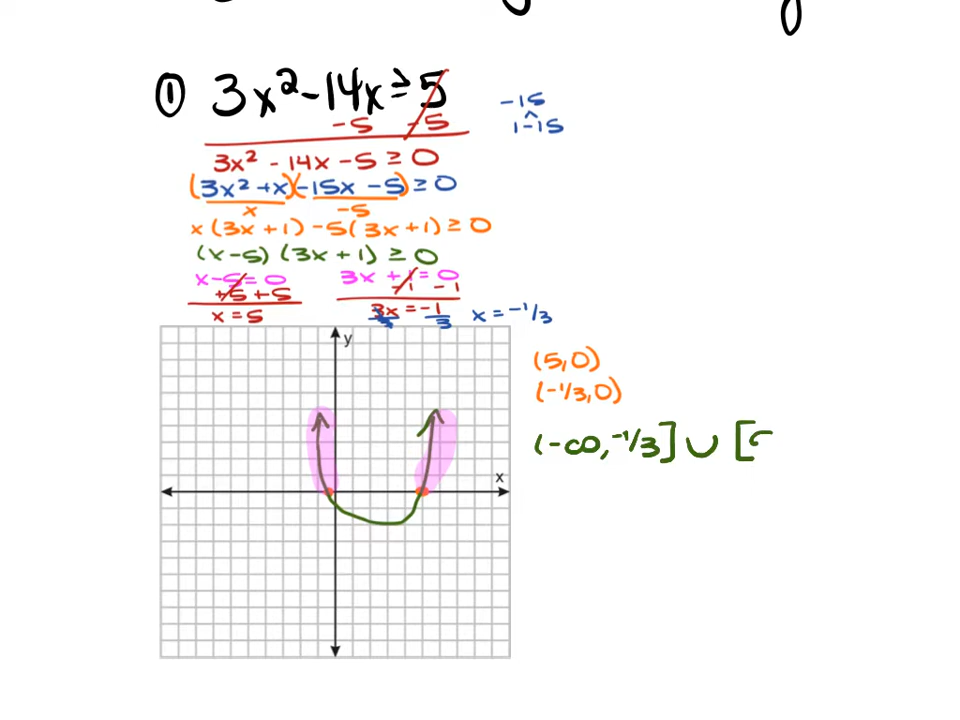 ① 3x² - 14x ≥ 5
-5 -5
-15
1 -15
3x² - 14x - 5 ≥ 0
(3x² + x)(-15x - 5) ≥ 0
x -5
x(3x + 1) - 5(3x + 1) ≥ 0
(x - 5) (3x + 1) ≥ 0
x - 5 = 0 3x + 1 = 0
+5 +5 -1 -1
x = 5 3x = -1 x = -1/3
3 3
y
(5, 0)
(-1/3, 0)
(-∞, -1/3] ∪ [
x